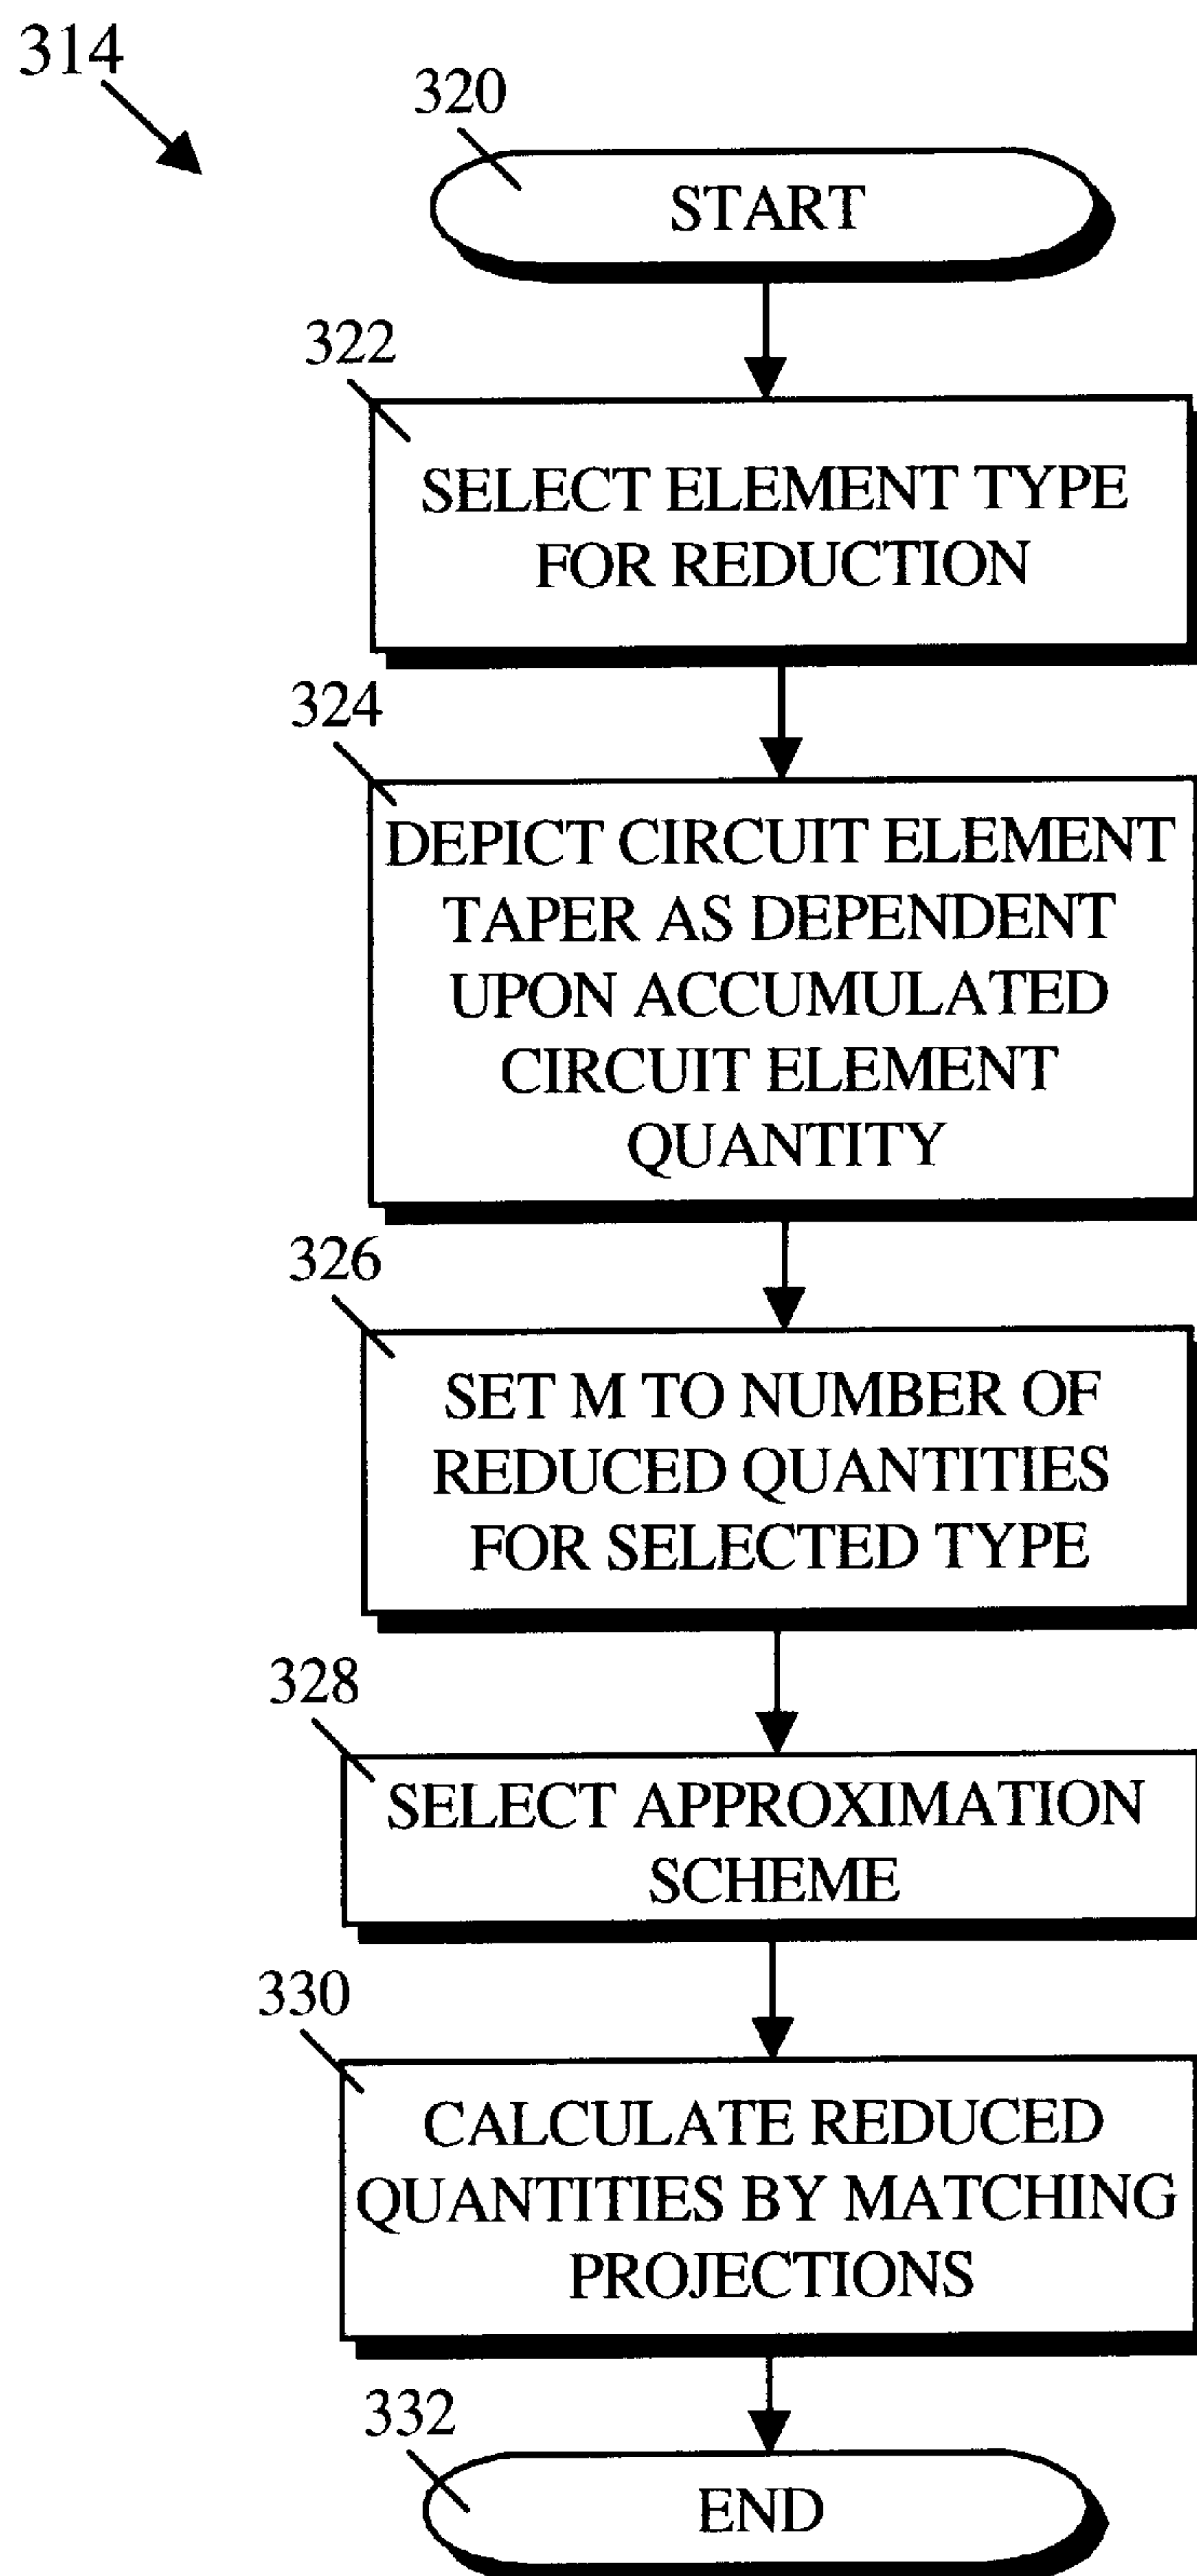 314
320
START
322
SELECT ELEMENT TYPE
FOR REDUCTION
324
DEPICT CIRCUIT ELEMENT
TAPER AS DEPENDENT
UPON ACCUMULATED
CIRCUIT ELEMENT
QUANTITY
326
SET M TO NUMBER OF
REDUCED QUANTITIES
FOR SELECTED TYPE
328
SELECT APPROXIMATION
SCHEME
330
CALCULATE REDUCED
QUANTITIES BY MATCHING
PROJECTIONS
332
END